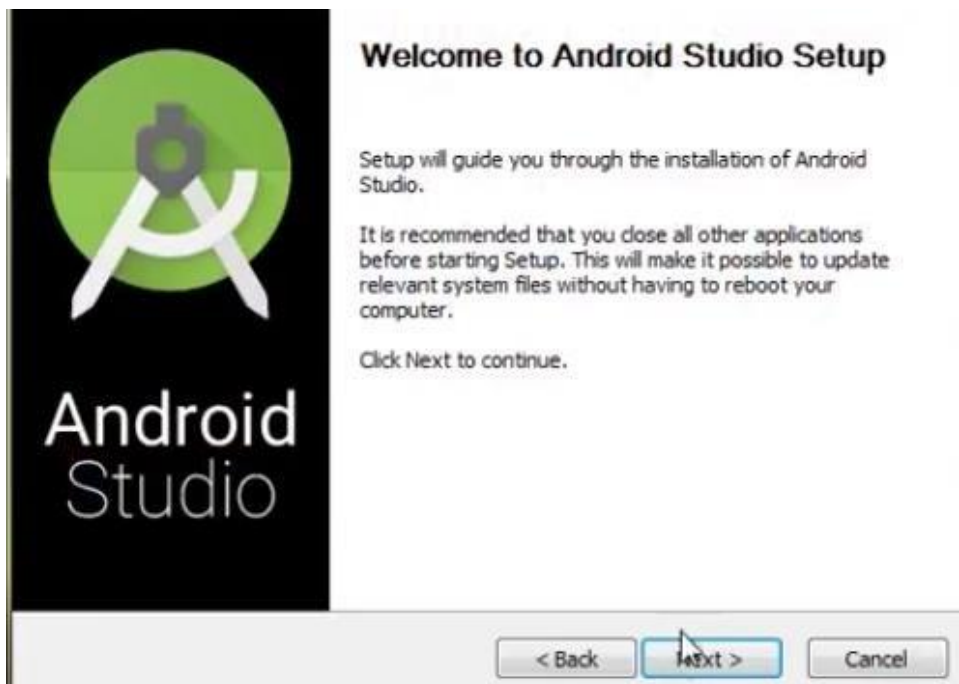 Welcome to Android Studio Setup
Setup will guide you through the installation of Android
Studio.
It is recommended that you close all other applications
before starting Setup. This will make it possible to update
relevant system files without having to reboot your
computer.
Click Next to continue.
Android
Studio
< Back
Next >
Cancel